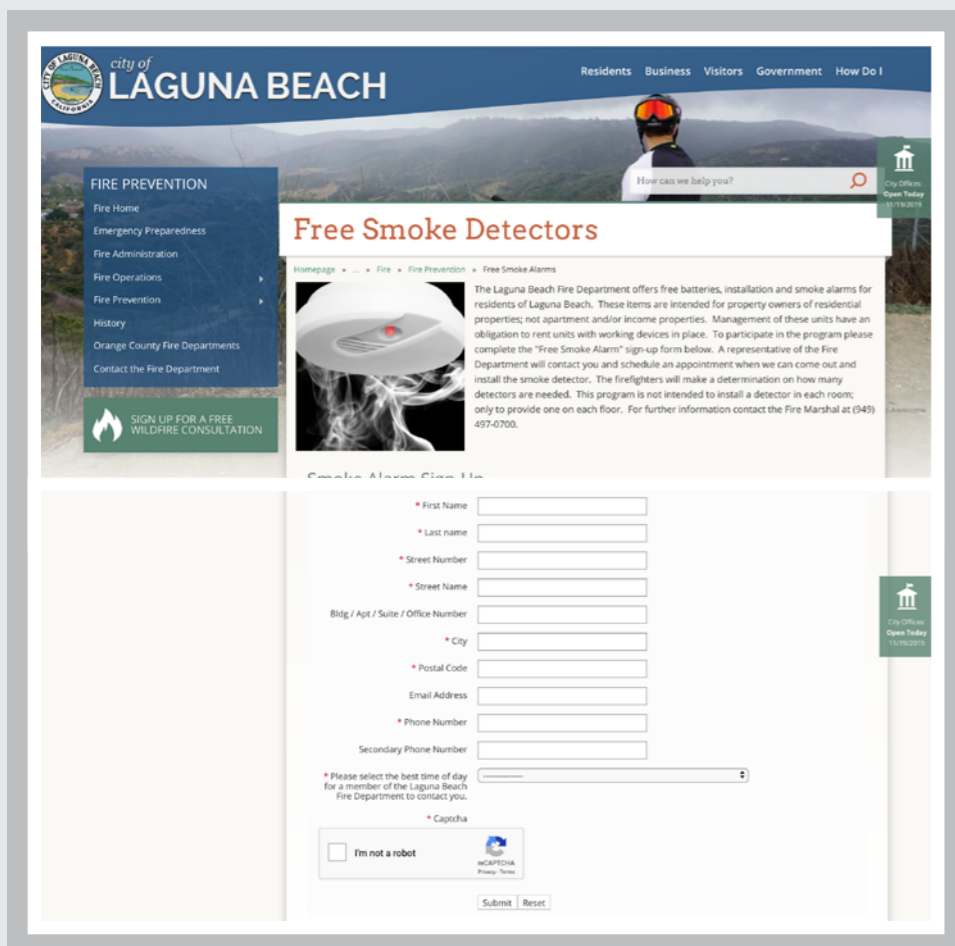 city of
LAGUNA BEACH
CITY OF LAGUNA BEACH
CALIFORNIA
Residents Business Visitors Government How Do I
How can we help you?
City Offices:
Open Today
11/19/2019
FIRE PREVENTION
Fire Home
Emergency Preparedness
Fire Administration
Fire Operations
Fire Prevention
History
Orange County Fire Departments
Contact the Fire Department
SIGN UP FOR A FREE
WILDFIRE CONSULTATION
Free Smoke Detectors
Homepage » ... » Fire » Fire Prevention » Free Smoke Alarms
The Laguna Beach Fire Department offers free batteries, installation and smoke alarms for
residents of Laguna Beach. These items are intended for property owners of residential
properties; not apartment and/or income properties. Management of these units have an
obligation to rent units with working devices in place. To participate in the program please
complete the "Free Smoke Alarm" sign-up form below. A representative of the Fire
Department will contact you and schedule an appointment when we can come out and
install the smoke detector. The firefighters will make a determination on how many
detectors are needed. This program is not intended to install a detector in each room;
only to provide one on each floor. For further information contact the Fire Marshal at (949)
497-0700.
Smoke Alarm Sign Up
* First Name
* Last name
* Street Number
* Street Name
Bldg / Apt / Suite / Office Number
* City
* Postal Code
Email Address
* Phone Number
Secondary Phone Number
* Please select the best time of day
for a member of the Laguna Beach
Fire Department to contact you.
---------------
* Captcha
I'm not a robot
reCAPTCHA
Privacy - Terms
Submit Reset
City Offices:
Open Today
11/19/2019